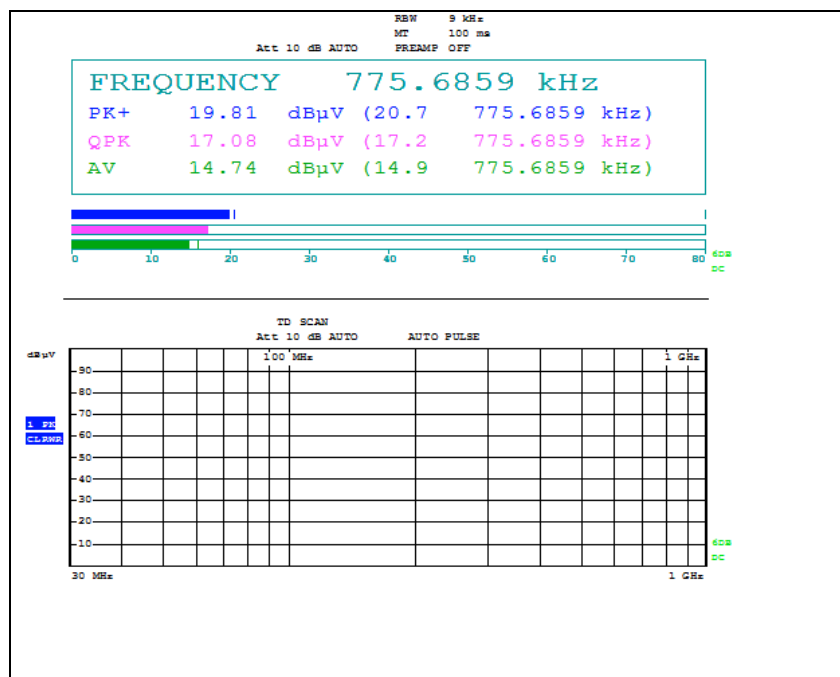 RBW 9 kHz
MT 100 ms
Att 10 dB AUTO PREAMP OFF
FREQUENCY 775.6859 kHz
PK+ 19.81 dBµV (20.7 775.6859 kHz)
QPK 17.08 dBµV (17.2 775.6859 kHz)
AV 14.74 dBµV (14.9 775.6859 kHz)
0 10 20 30 40 50 60 70 80
6DB
DC
TD SCAN
Att 10 dB AUTO AUTO PULSE
dBµV
100 MHz 1 GHz
90
80
70
1 PK
60
CLRWR
50
40
30
20
10
6DB
DC
30 MHz 1 GHz